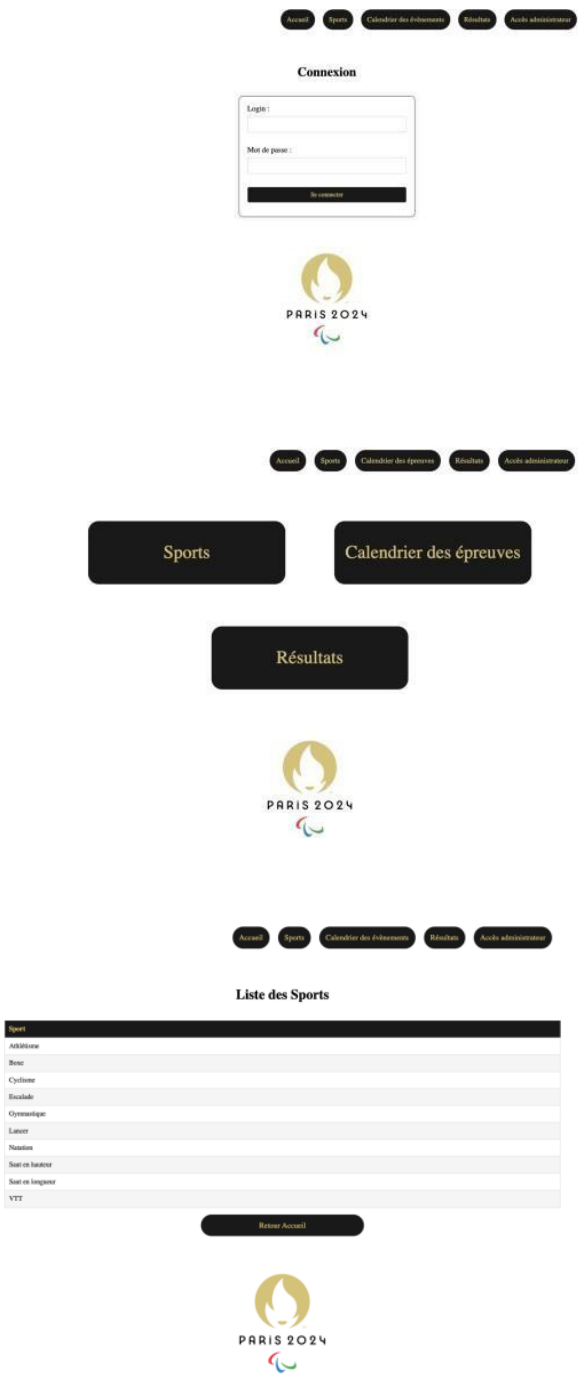 Accueil Sports Calendrier des évènements Résultats Accès administrateur
Connexion
Login :
Mot de passe :
Se connecter
PARIS 2024
Accueil Sports Calendrier des épreuves Résultats Accès administrateur
Sports Calendrier des épreuves
Résultats
PARIS 2024
Accueil Sports Calendrier des évènements Résultats Accès administrateur
Liste des Sports
Sport
Athlétisme
Boxe
Cyclisme
Escalade
Gymnastique
Lancer
Natation
Saut en hauteur
Saut en longueur
VTT
Retour Accueil
PARIS 2024